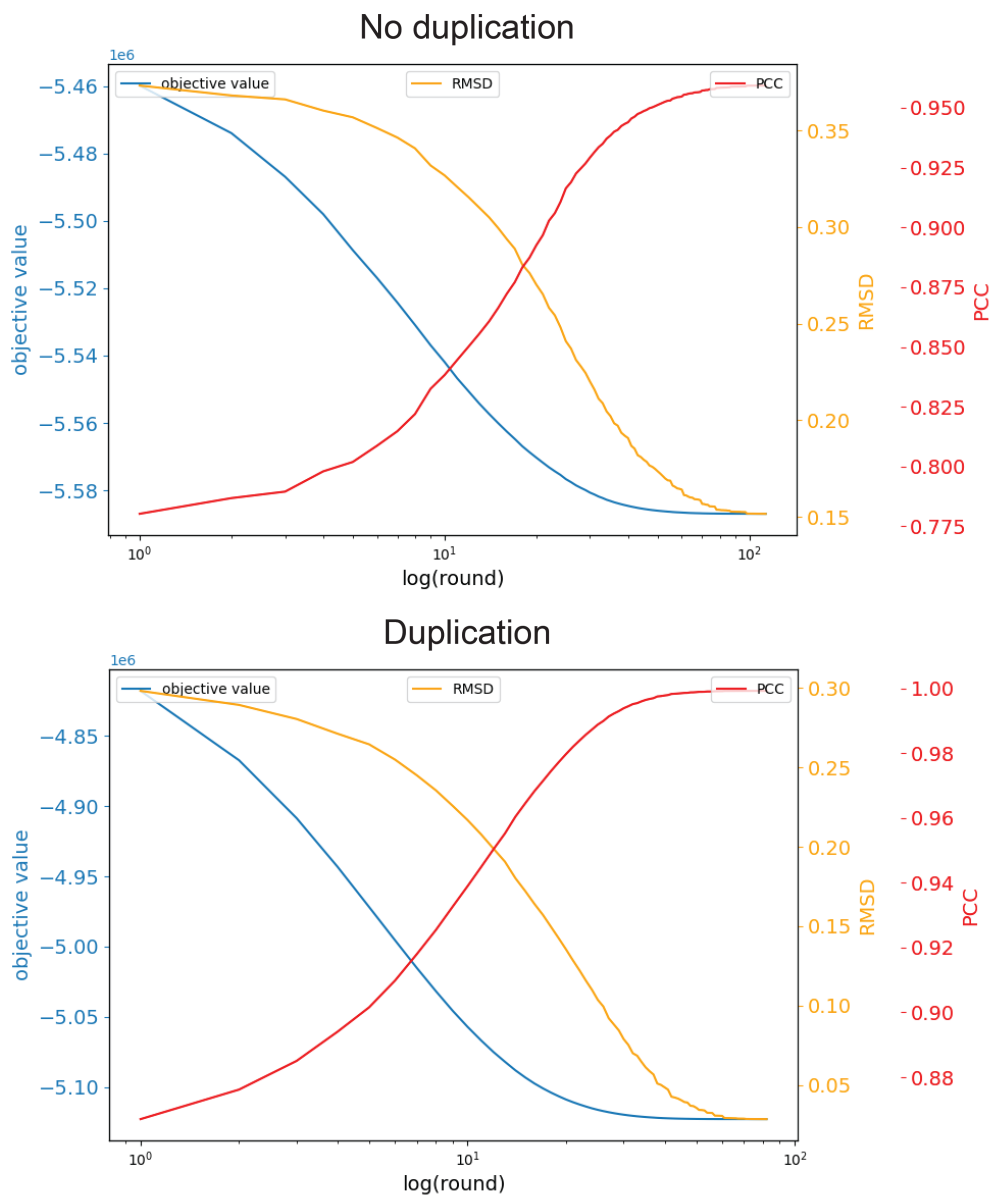 No duplication
1e6
objective value
RMSD
PCC
−5.46
−5.48
−5.50
−5.52
−5.54
−5.56
−5.58
objective value
0.35
0.30
0.25
0.20
0.15
RMSD
0.950
0.925
0.900
0.875
0.850
0.825
0.800
0.775
PCC
10⁰
10¹
10²
log(round)
Duplication
1e6
objective value
RMSD
PCC
−4.85
−4.90
−4.95
−5.00
−5.05
−5.10
objective value
0.30
0.25
0.20
0.15
0.10
0.05
RMSD
1.00
0.98
0.96
0.94
0.92
0.90
0.88
PCC
10⁰
10¹
10²
log(round)